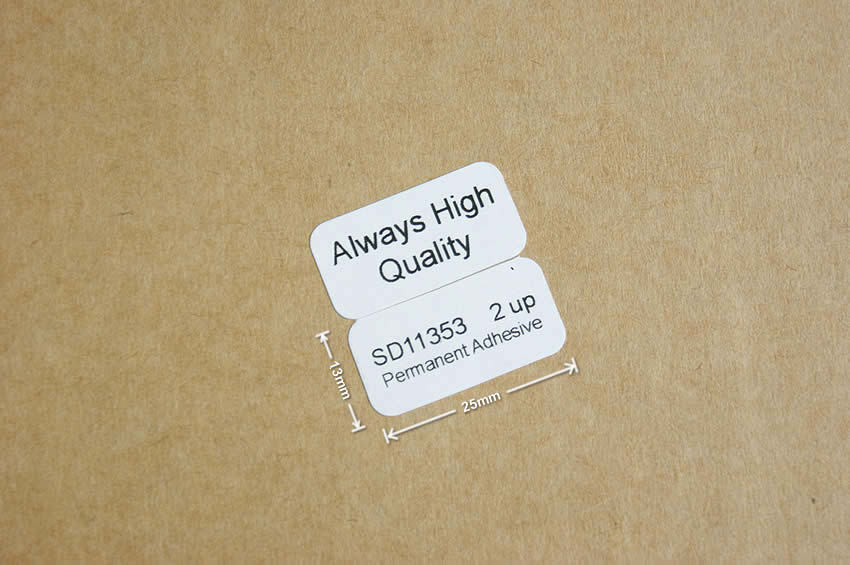 Always High
Quality
SD11353 2 up
Permanent Adhesive
13mm
25mm